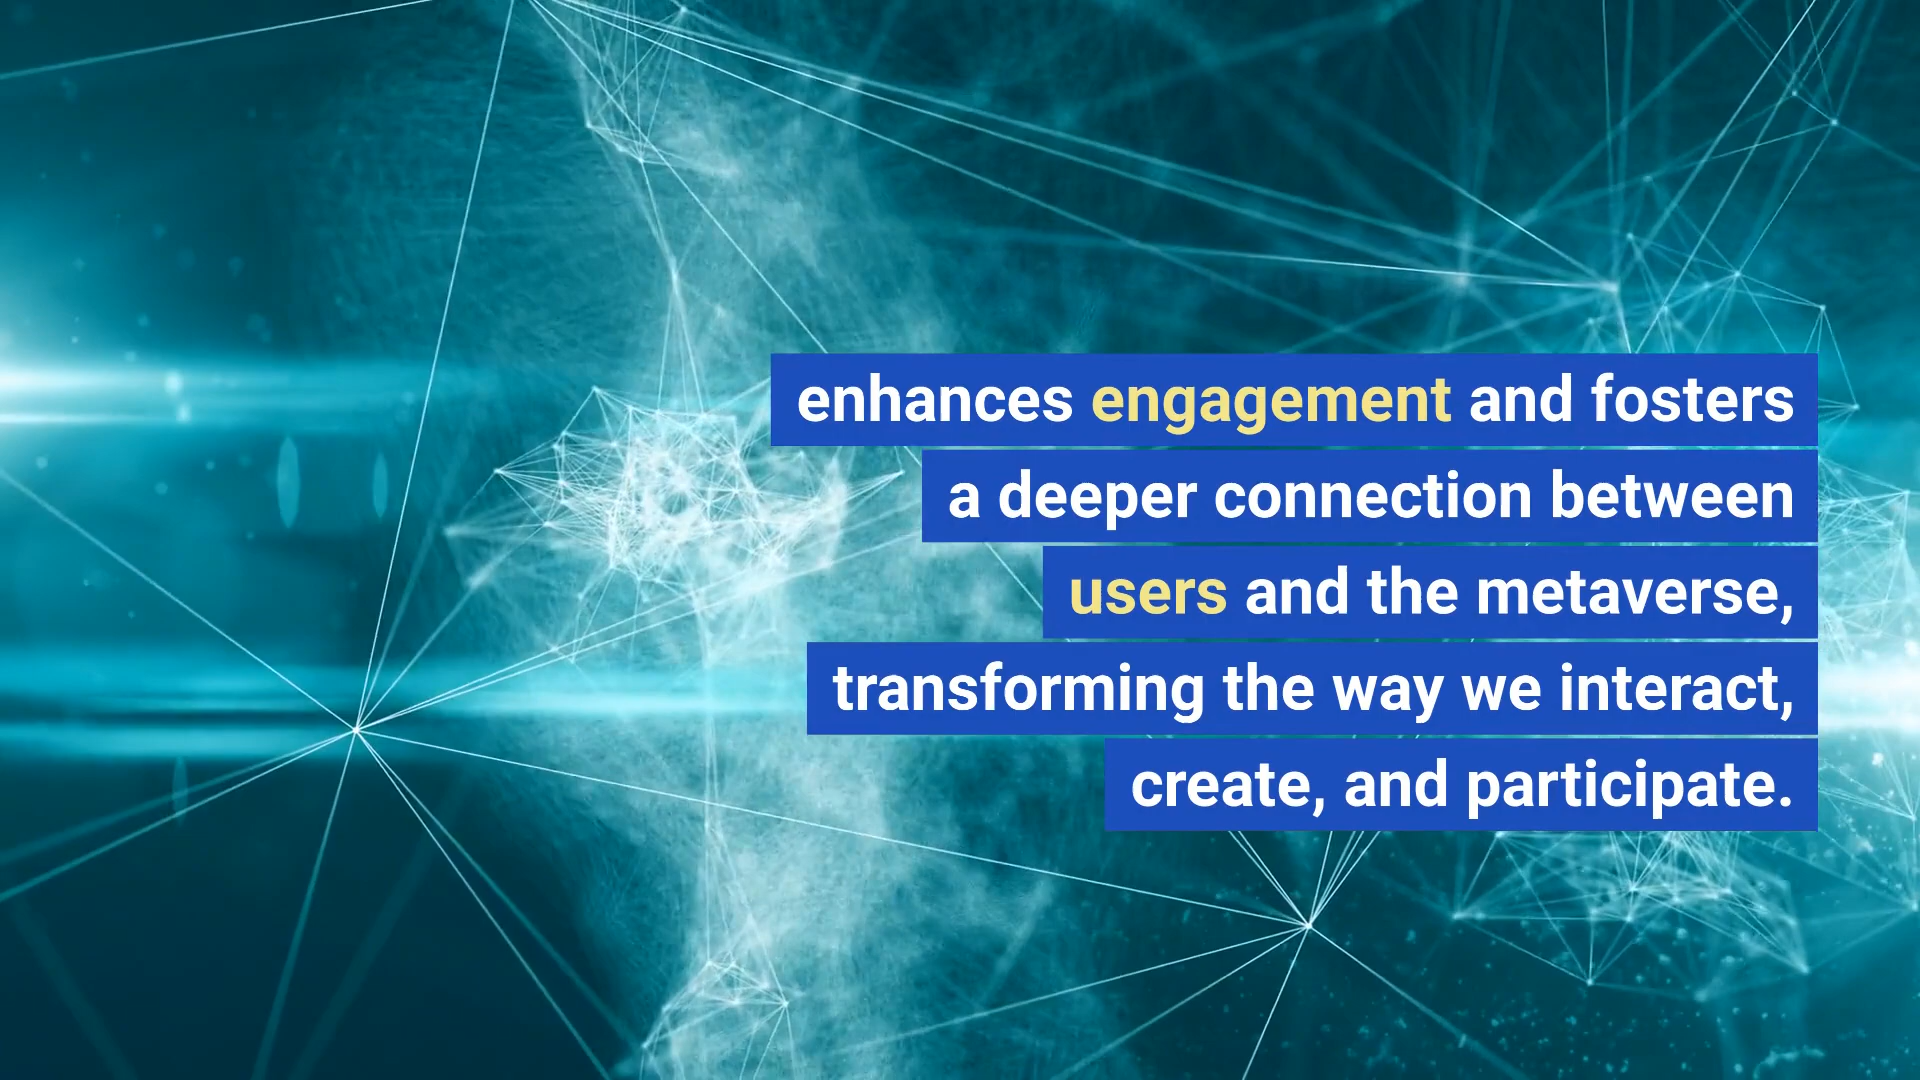 enhances engagement and fosters
a deeper connection between
users and the metaverse,
transforming the way we interact,
create, and participate.